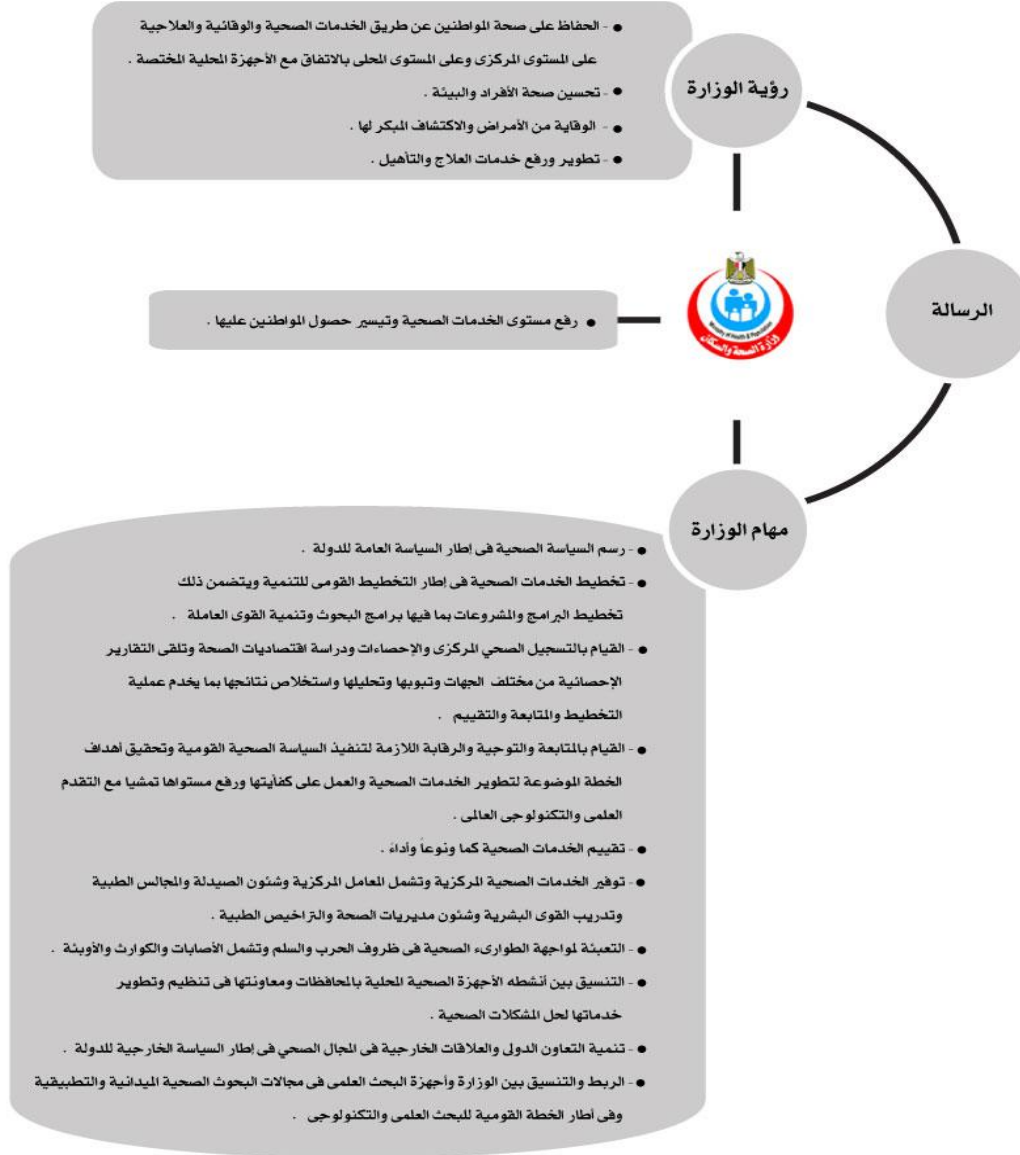 رؤية الوزارة
● - الحفاظ على صحة المواطنين عن طريق الخدمات الصحية والوقائية والعلاجية
على المستوى المركزى وعلى المستوى المحلى بالاتفاق مع الأجهزة المحلية المختصة .
● - تحسين صحة الأفراد والبيئة .
● - الوقاية من الأمراض والاكتشاف المبكر لها .
● - تطوير ورفع خدمات العلاج والتأهيل .
الرسالة
Ministry of Health & Population
وزارة الصحة والسكان
● رفع مستوى الخدمات الصحية وتيسير حصول المواطنين عليها .
مهام الوزارة
● - رسم السياسة الصحية فى إطار السياسة العامة للدولة .
● - تخطيط الخدمات الصحية فى إطار التخطيط القومى للتنمية ويتضمن ذلك
تخطيط البرامج والمشروعات بما فيها برامج البحوث وتنمية القوى العاملة .
● - القيام بالتسجيل الصحي المركزى والإحصاءات ودراسة اقتصاديات الصحة وتلقى التقارير
الإحصائية من مختلف الجهات وتبوبها وتحليلها واستخلاص نتائجها بما يخدم عملية
التخطيط والمتابعة والتقييم .
● - القيام بالمتابعة والتوجية والرقابة اللازمة لتنفيذ السياسة الصحية القومية وتحقيق أهداف
الخطة الموضوعة لتطوير الخدمات الصحية والعمل على كفأيتها ورفع مستواها تمشيا مع التقدم
العلمى والتكنولوجى العالمى .
● - تقييم الخدمات الصحية كما ونوعاً وأداءً .
● - توفير الخدمات الصحية المركزية وتشمل المعامل المركزية وشئون الصيدلة والمجالس الطبية
وتدريب القوى البشرية وشئون مديريات الصحة والتراخيص الطبية .
● - التعبئة لمواجهة الطوارىء الصحية فى ظروف الحرب والسلم وتشمل الأصابات والكوارث والأوبئة .
● - التنسيق بين أنشطه الأجهزة الصحية المحلية بالمحافظات ومعاونتها فى تنظيم وتطوير
خدماتها لحل المشكلات الصحية .
● - تنمية التعاون الدولى والعلاقات الخارجية فى المجال الصحي فى إطار السياسة الخارجية للدولة .
● - الربط والتنسيق بين الوزارة وأجهزة البحث العلمى فى مجالات البحوث الصحية الميدانية والتطبيقية
وفى أطار الخطة القومية للبحث العلمى والتكنولوجى .